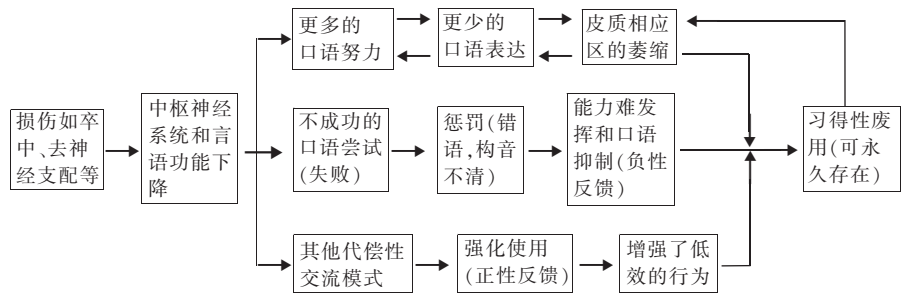 损伤如卒
中、去神
经支配等
中枢神经
系统和言
语功能下
降
更多的
口语努力
更少的
口语表达
皮质相应
区的萎缩
不成功的
口语尝试
(失败)
惩罚(错
语,构音
不清)
能力难发
挥和口语
抑制(负性
反馈)
其他代偿性
交流模式
强化使用
(正性反馈)
增强了低
效的行为
习得性废
用(可永
久存在)